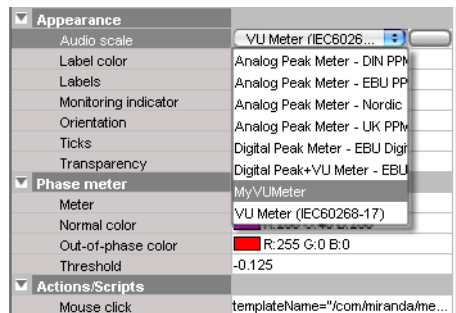 Appearance
Audio scale VU Meter (IEC6026...
Label color Analog Peak Meter - DIN PPM
Labels Analog Peak Meter - EBU PP
Monitoring indicator Analog Peak Meter - Nordic
Orientation Analog Peak Meter - UK PPM
Ticks Digital Peak Meter - EBU Digi
Transparency Digital Peak+VU Meter - EBU
Phase meter MyVUMeter
Meter VU Meter (IEC60268-17)
Normal color
Out-of-phase color R:255 G:0 B:0
Threshold -0.125
Actions/Scripts
Mouse click templateName="/com/miranda/me...